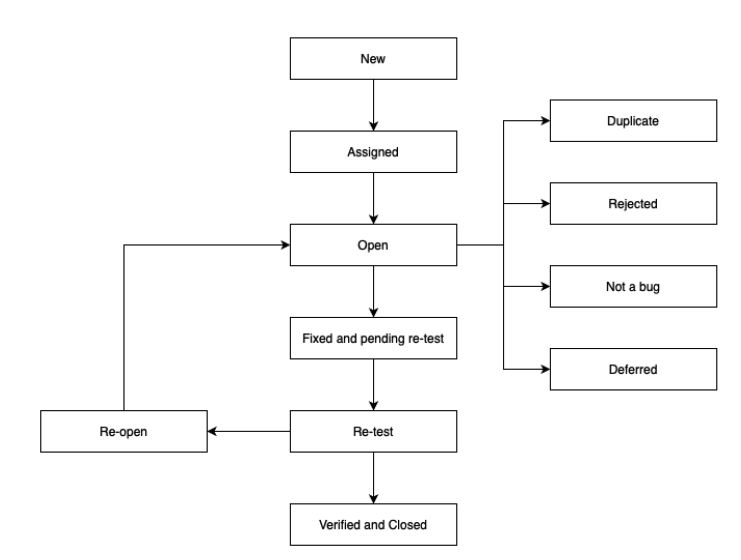 New
Duplicate
Assigned
Rejected
Open
Not a bug
Fixed and pending re-test
Deferred
Re-open
Re-test
Verified and Closed